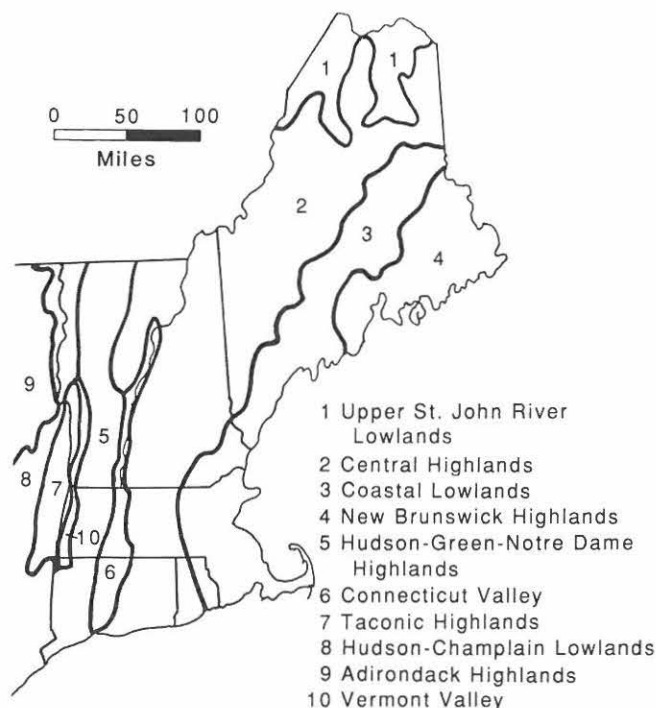 1
1
0 50 100
Miles
2
3
4
9
5
8
7
10
6
1 Upper St. John River
Lowlands
2 Central Highlands
3 Coastal Lowlands
4 New Brunswick Highlands
5 Hudson-Green-Notre Dame
Highlands
6 Connecticut Valley
7 Taconic Highlands
8 Hudson-Champlain Lowlands
9 Adirondack Highlands
10 Vermont Valley